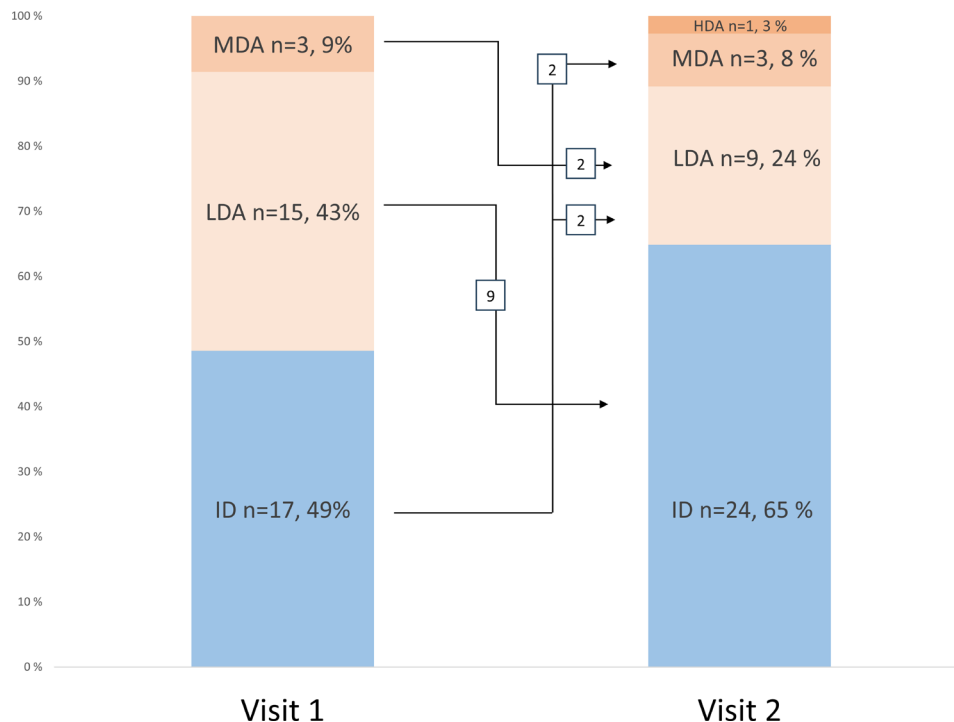 100 %
90 %
80 %
70 %
60 %
50 %
40 %
30 %
20 %
10 %
0 %
MDA n=3, 9%
LDA n=15, 43%
ID n=17, 49%
2
2
2
9
HDA n=1, 3 %
MDA n=3, 8 %
LDA n=9, 24 %
ID n=24, 65 %
Visit 1
Visit 2